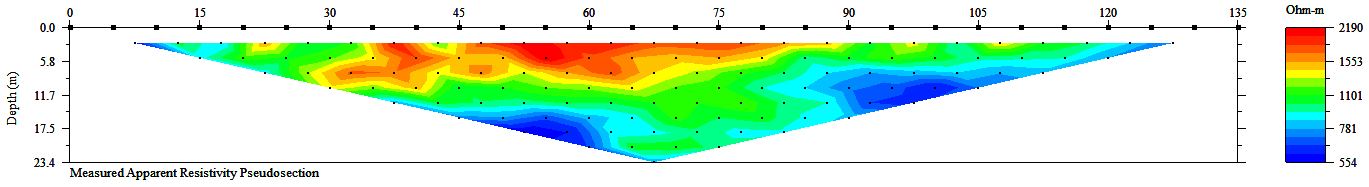 0 15 30 45 60 75 90 105 120 135 Ohm-m
0.0 2190
5.8 1553
11.7 1101
17.5 781
23.4 554
Depth (m)
Measured Apparent Resistivity Pseudosection